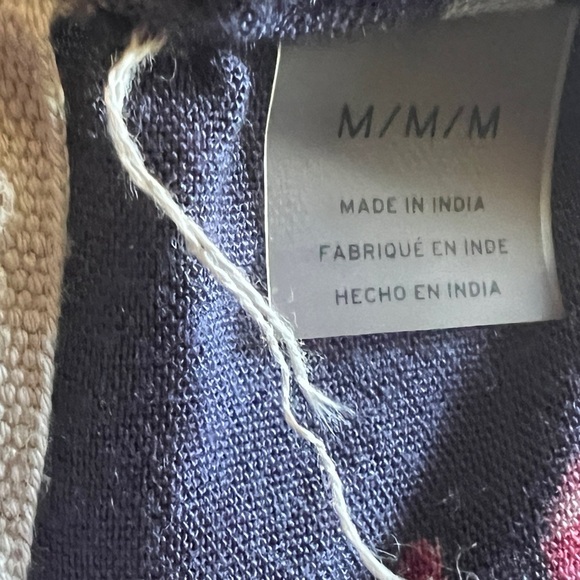 M/M/M
MADE IN INDIA
FABRIQUÉ EN INDE
HECHO EN INDIA